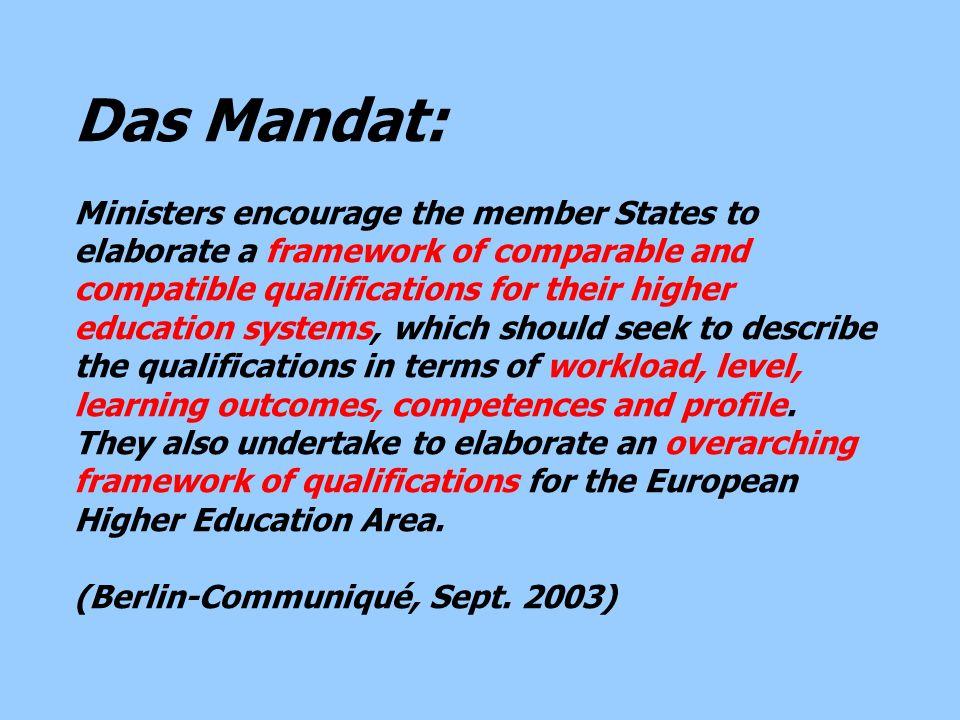 Das Mandat:
Ministers encourage the member States to
elaborate a framework of comparable and
compatible qualifications for their higher
education systems, which should seek to describe
the qualifications in terms of workload, level,
learning outcomes, competences and profile.
They also undertake to elaborate an overarching
framework of qualifications for the European
Higher Education Area.
(Berlin-Communiqué, Sept. 2003)